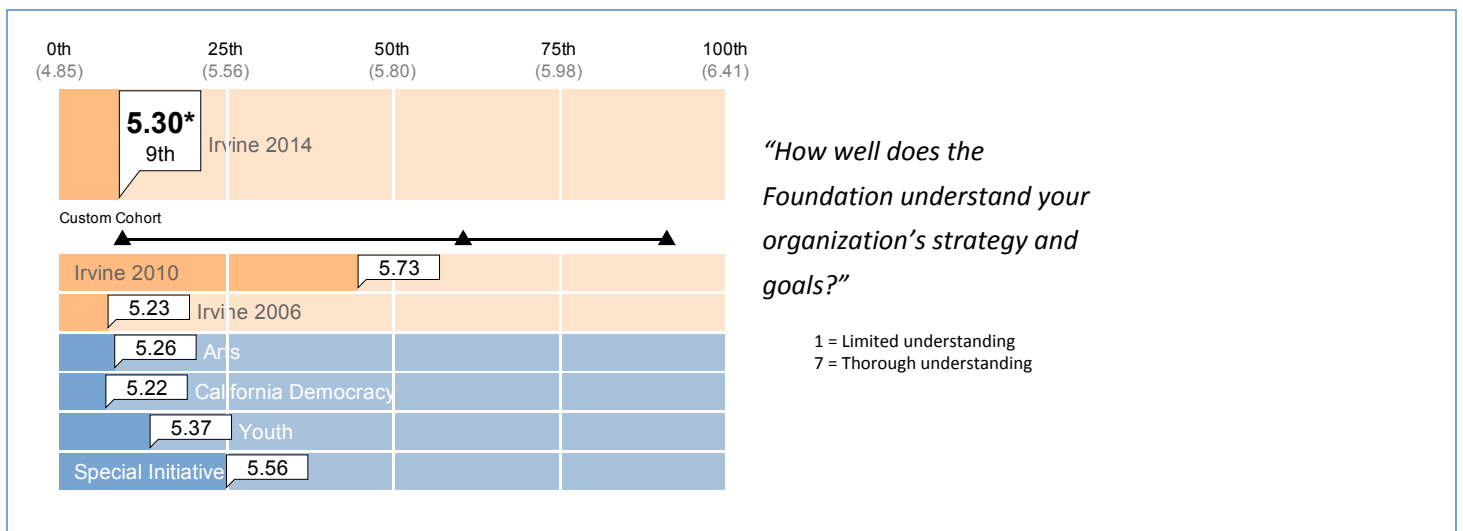 0th 25th 50th 75th 100th
(4.85) (5.56) (5.80) (5.98) (6.41)
5.30*
9th
Irvine 2014
Custom Cohort
Irvine 2010 5.73
5.23 Irvine 2006
5.26 Arts
5.22 California Democracy
5.37 Youth
Special Initiative 5.56
“How well does the
Foundation understand your
organization’s strategy and
goals?”
1 = Limited understanding
7 = Thorough understanding